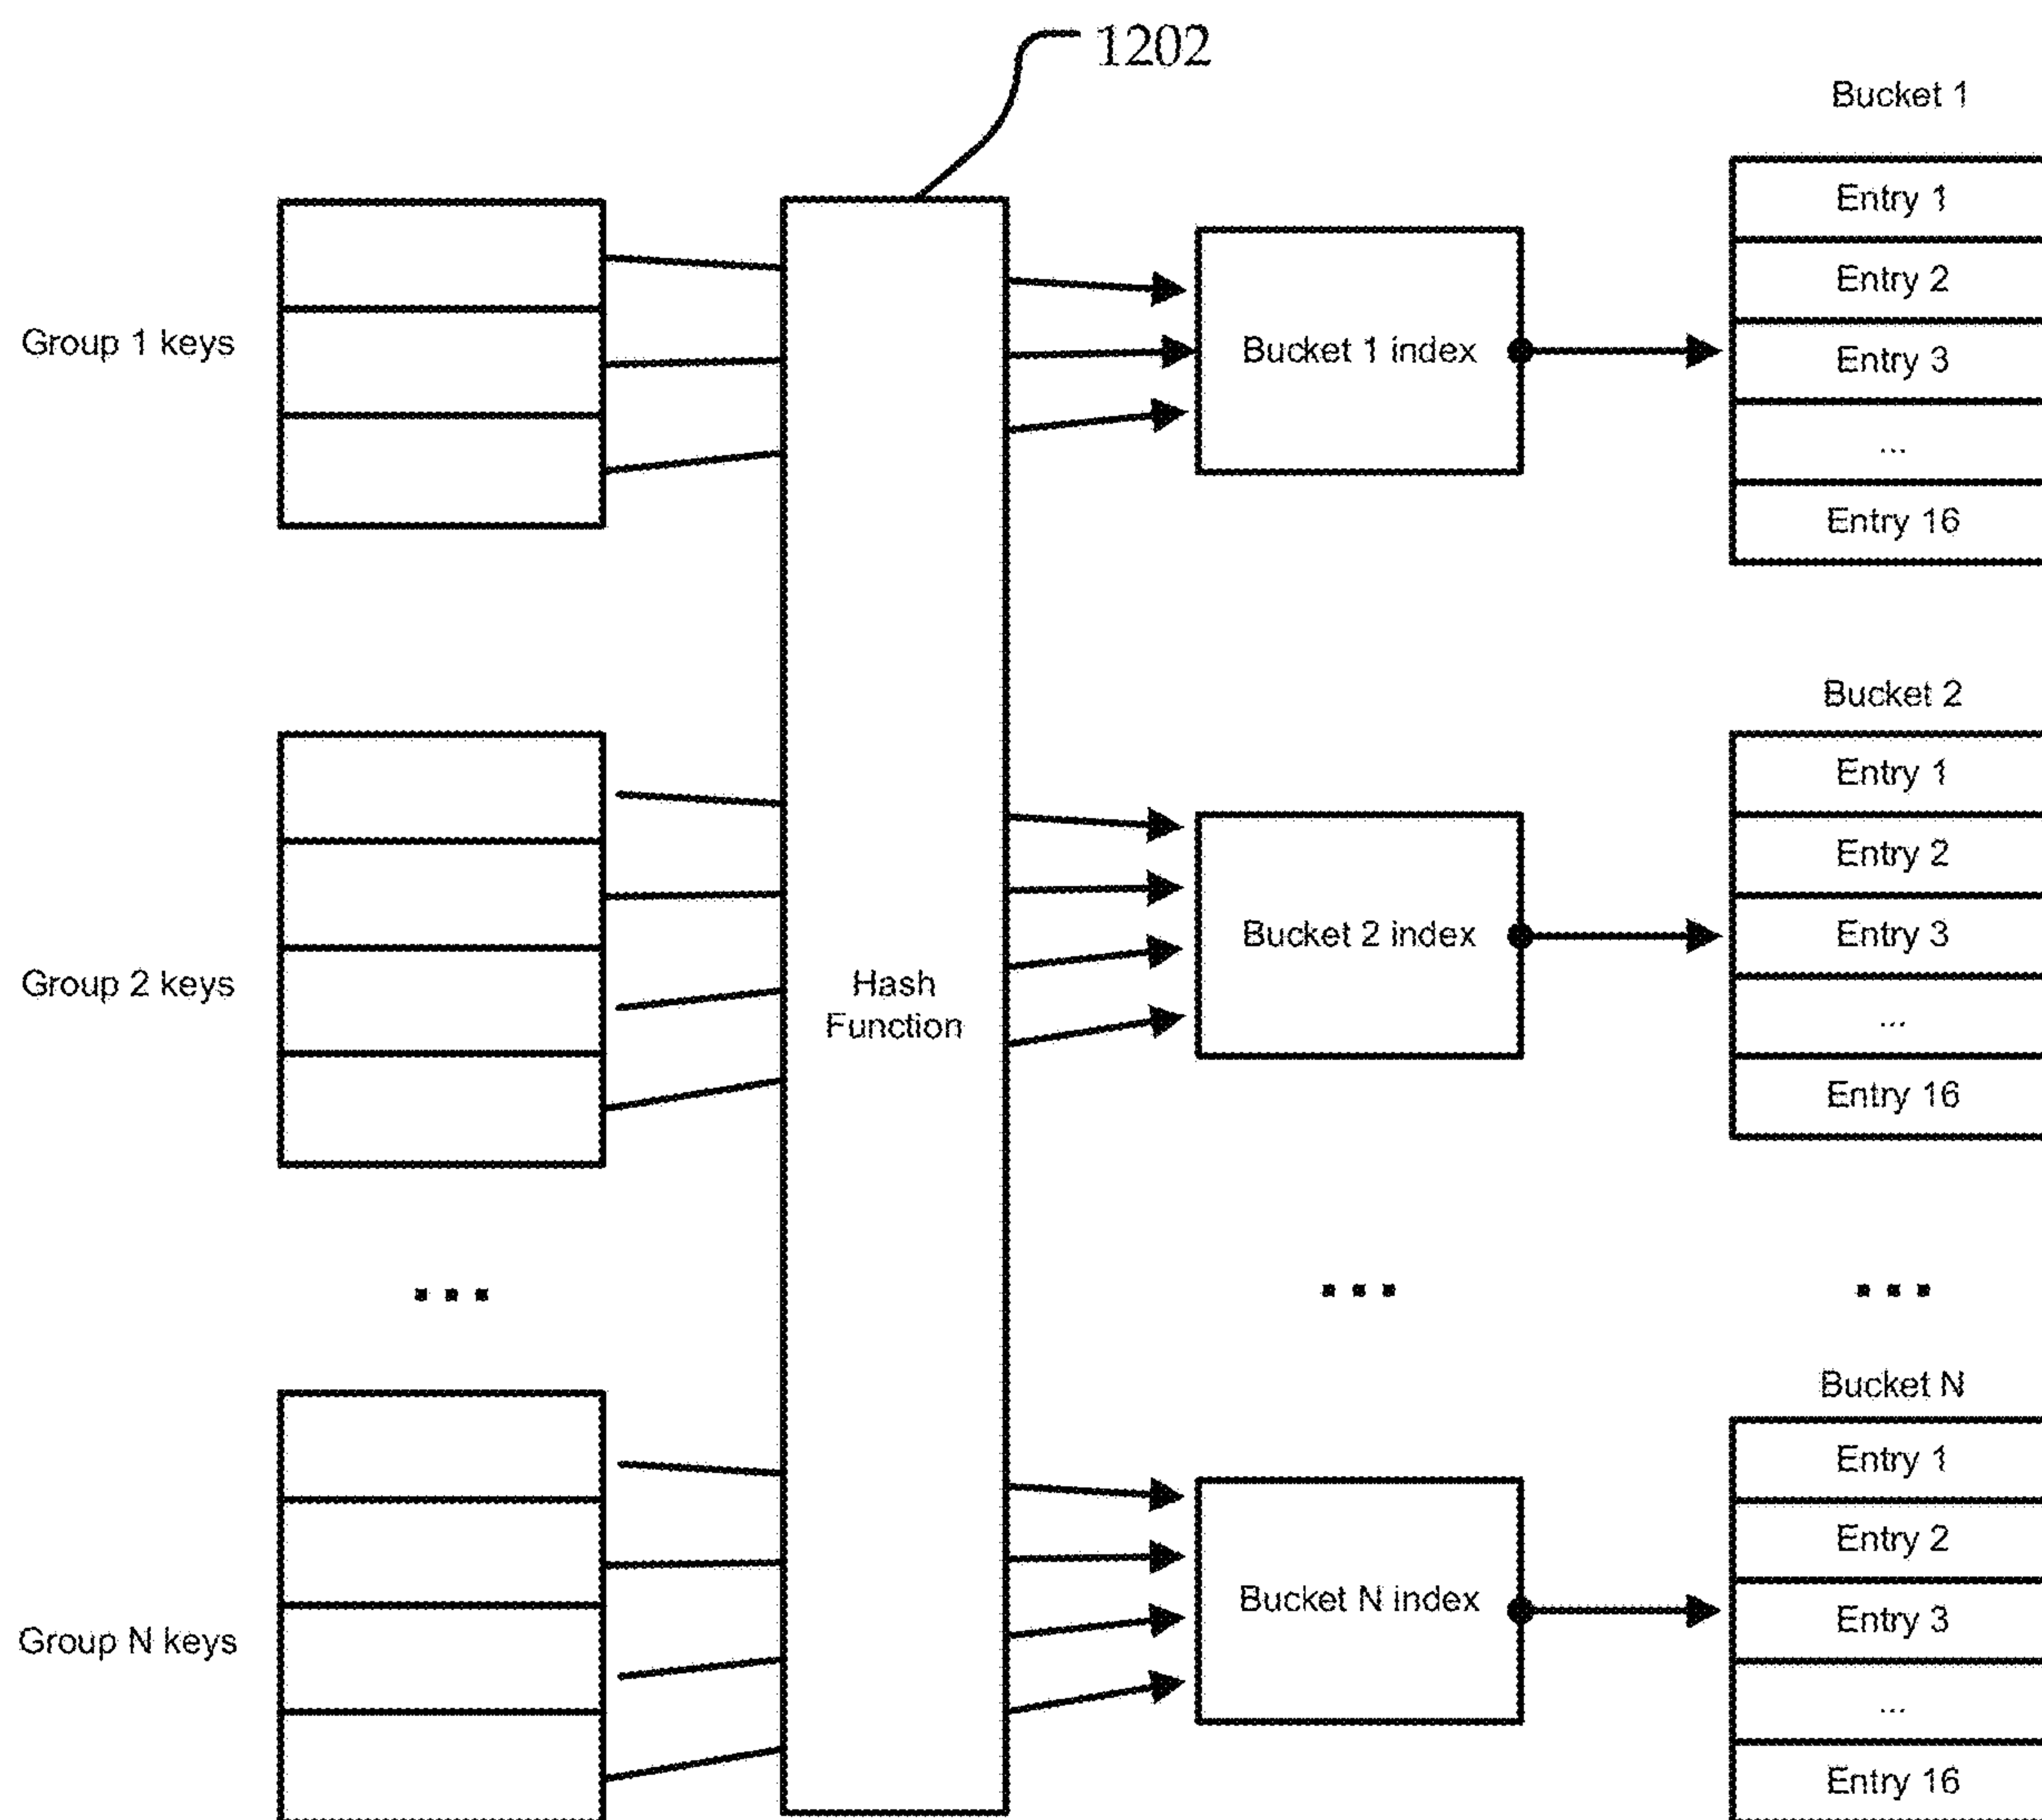 1202
Bucket 1
Entry 1
Entry 2
Group 1 keys
Bucket 1 index
Entry 3
...
Entry 16
Bucket 2
Entry 1
Entry 2
Group 2 keys
Hash
Function
Bucket 2 index
Entry 3
...
Entry 16
... ... ...
Bucket N
Entry 1
Entry 2
Group N keys
Bucket N index
Entry 3
...
Entry 16